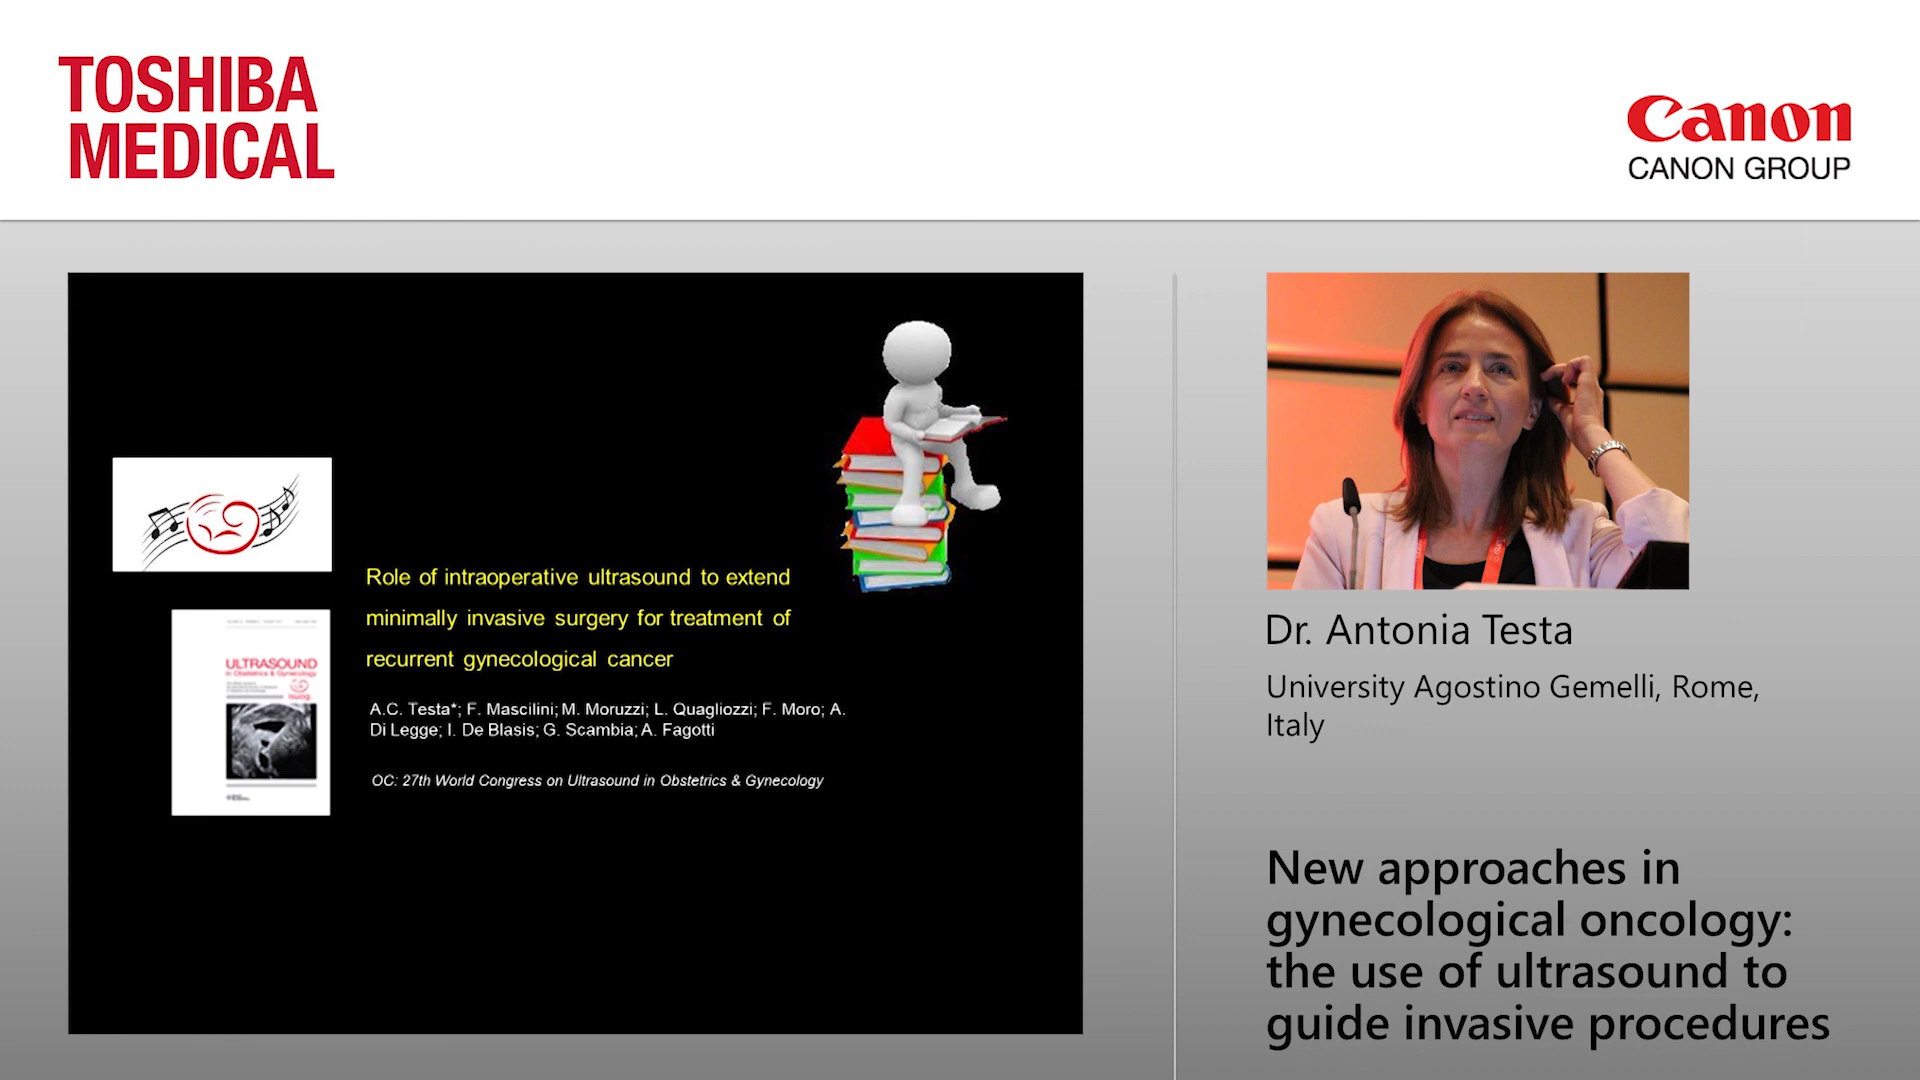 TOSHIBA
MEDICAL
Canon
CANON GROUP
Role of intraoperative ultrasound to extend
minimally invasive surgery for treatment of
recurrent gynecological cancer
A.C. Testa*; F. Mascilini; M. Moruzzi; L. Quagliozzi; F. Moro; A.
Di Legge; I. De Blasis; G. Scambia; A. Fagotti
OC: 27th World Congress on Ultrasound in Obstetrics & Gynecology
ULTRASOUND
in Obstetrics & Gynecology
Dr. Antonia Testa
University Agostino Gemelli, Rome,
Italy
New approaches in
gynecological oncology:
the use of ultrasound to
guide invasive procedures